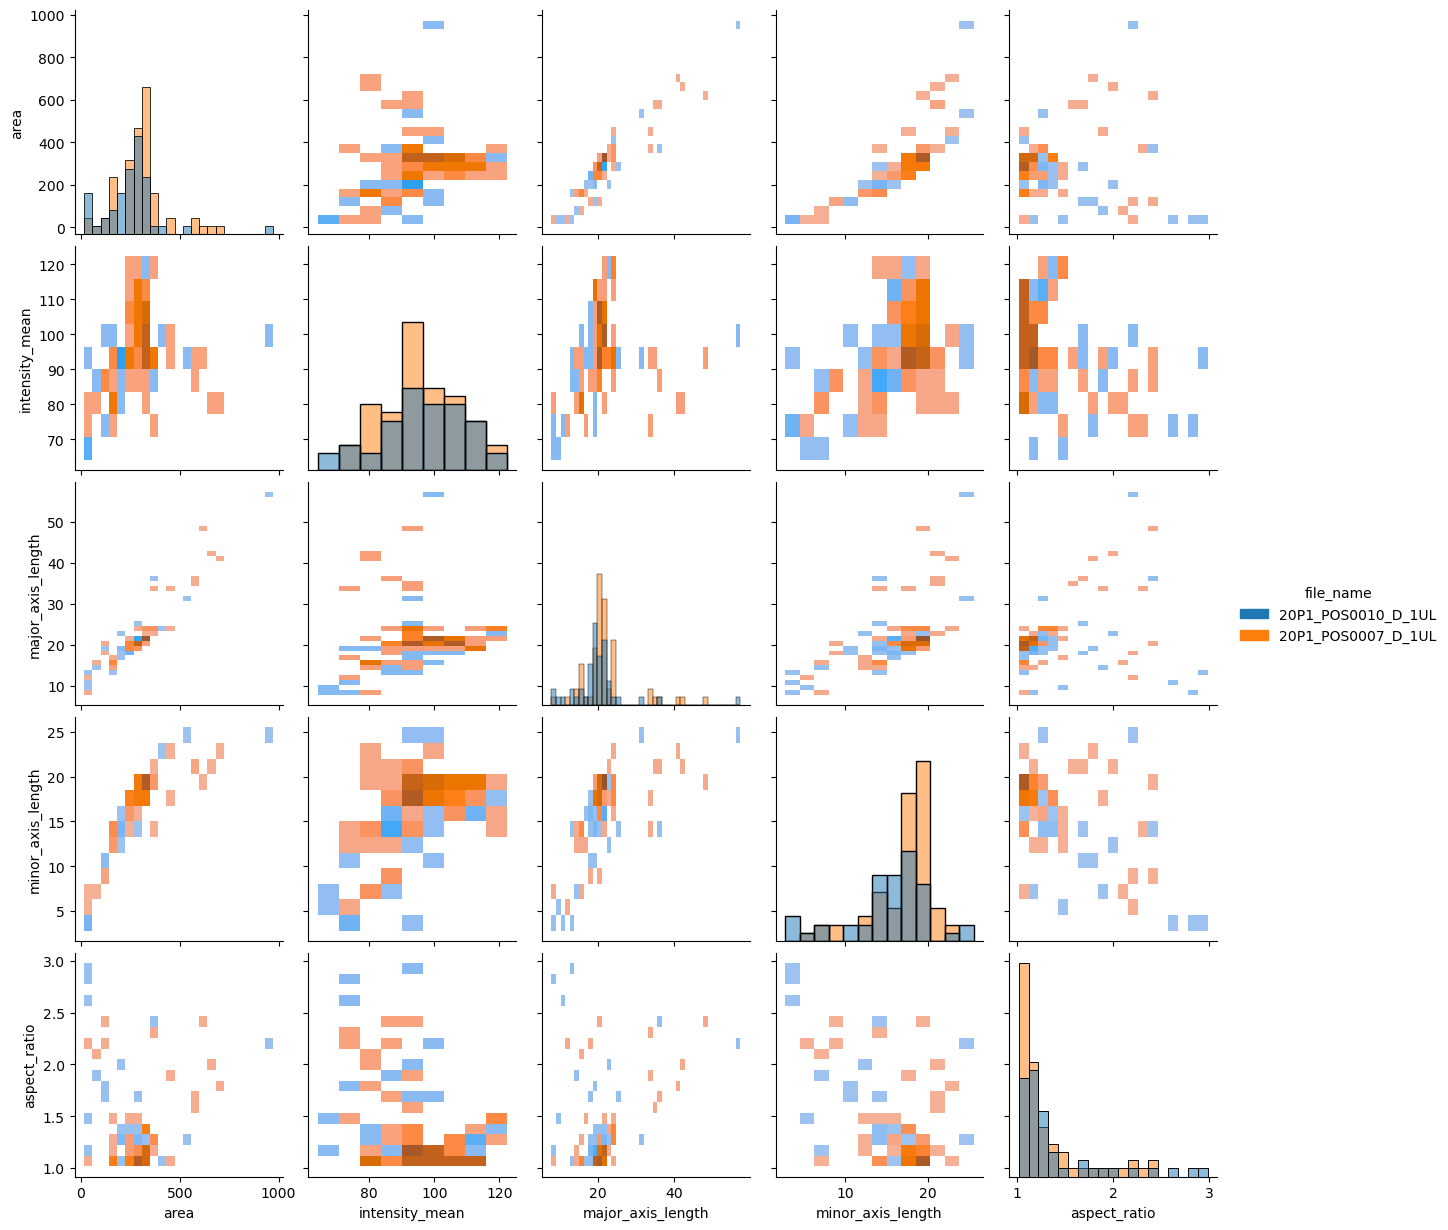 1000
800
600
400
200
0
area
120
110
100
90
80
70
intensity_mean
50
40
30
20
10
major_axis_length
25
20
15
10
5
minor_axis_length
3.0
2.5
2.0
1.5
1.0
aspect_ratio
0 500 1000
80 100 120
20 40
10 20
1 2 3
area intensity_mean major_axis_length minor_axis_length aspect_ratio
file_name
20P1_POS0010_D_1UL
20P1_POS0007_D_1UL